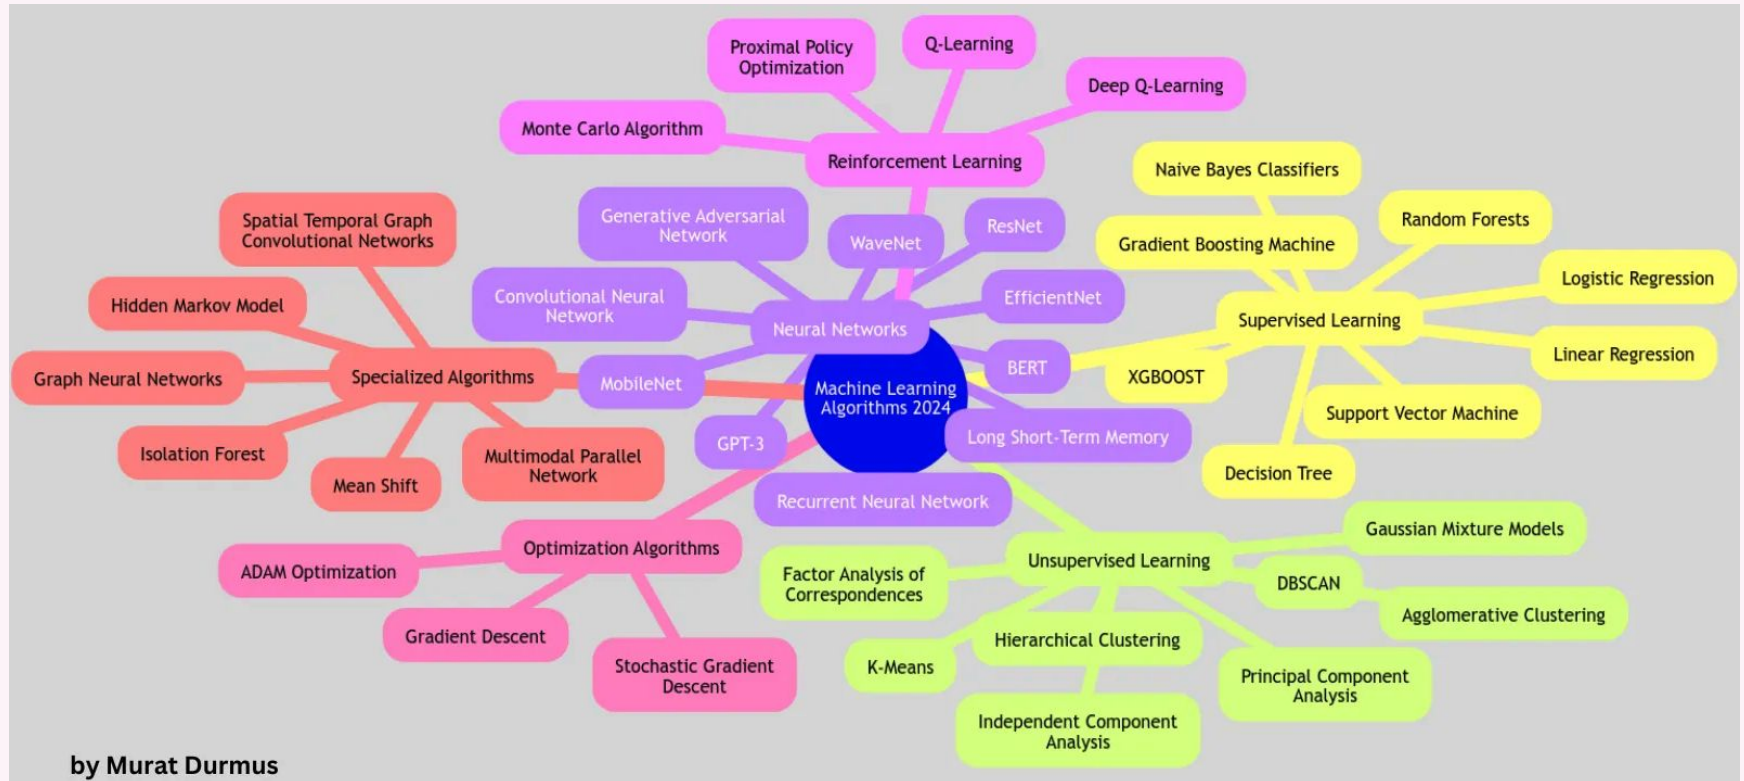 Proximal Policy
Optimization
Q-Learning
Deep Q-Learning
Monte Carlo Algorithm
Reinforcement Learning
Naive Bayes Classifiers
Gradient Boosting Machine
Random Forests
Logistic Regression
Supervised Learning
Linear Regression
XGBOOST
Support Vector Machine
Decision Tree
Generative Adversarial
Network
WaveNet
ResNet
Convolutional Neural
Network
EfficientNet
Neural Networks
MobileNet
BERT
GPT-3
Long Short-Term Memory
Recurrent Neural Network
Machine Learning
Algorithms 2024
Spatial Temporal Graph
Convolutional Networks
Hidden Markov Model
Graph Neural Networks
Specialized Algorithms
Isolation Forest
Mean Shift
Multimodal Parallel
Network
Optimization Algorithms
ADAM Optimization
Gradient Descent
Stochastic Gradient
Descent
Unsupervised Learning
Gaussian Mixture Models
Factor Analysis of
Correspondences
DBSCAN
Agglomerative Clustering
Hierarchical Clustering
K-Means
Principal Component
Analysis
Independent Component
Analysis
by Murat Durmus